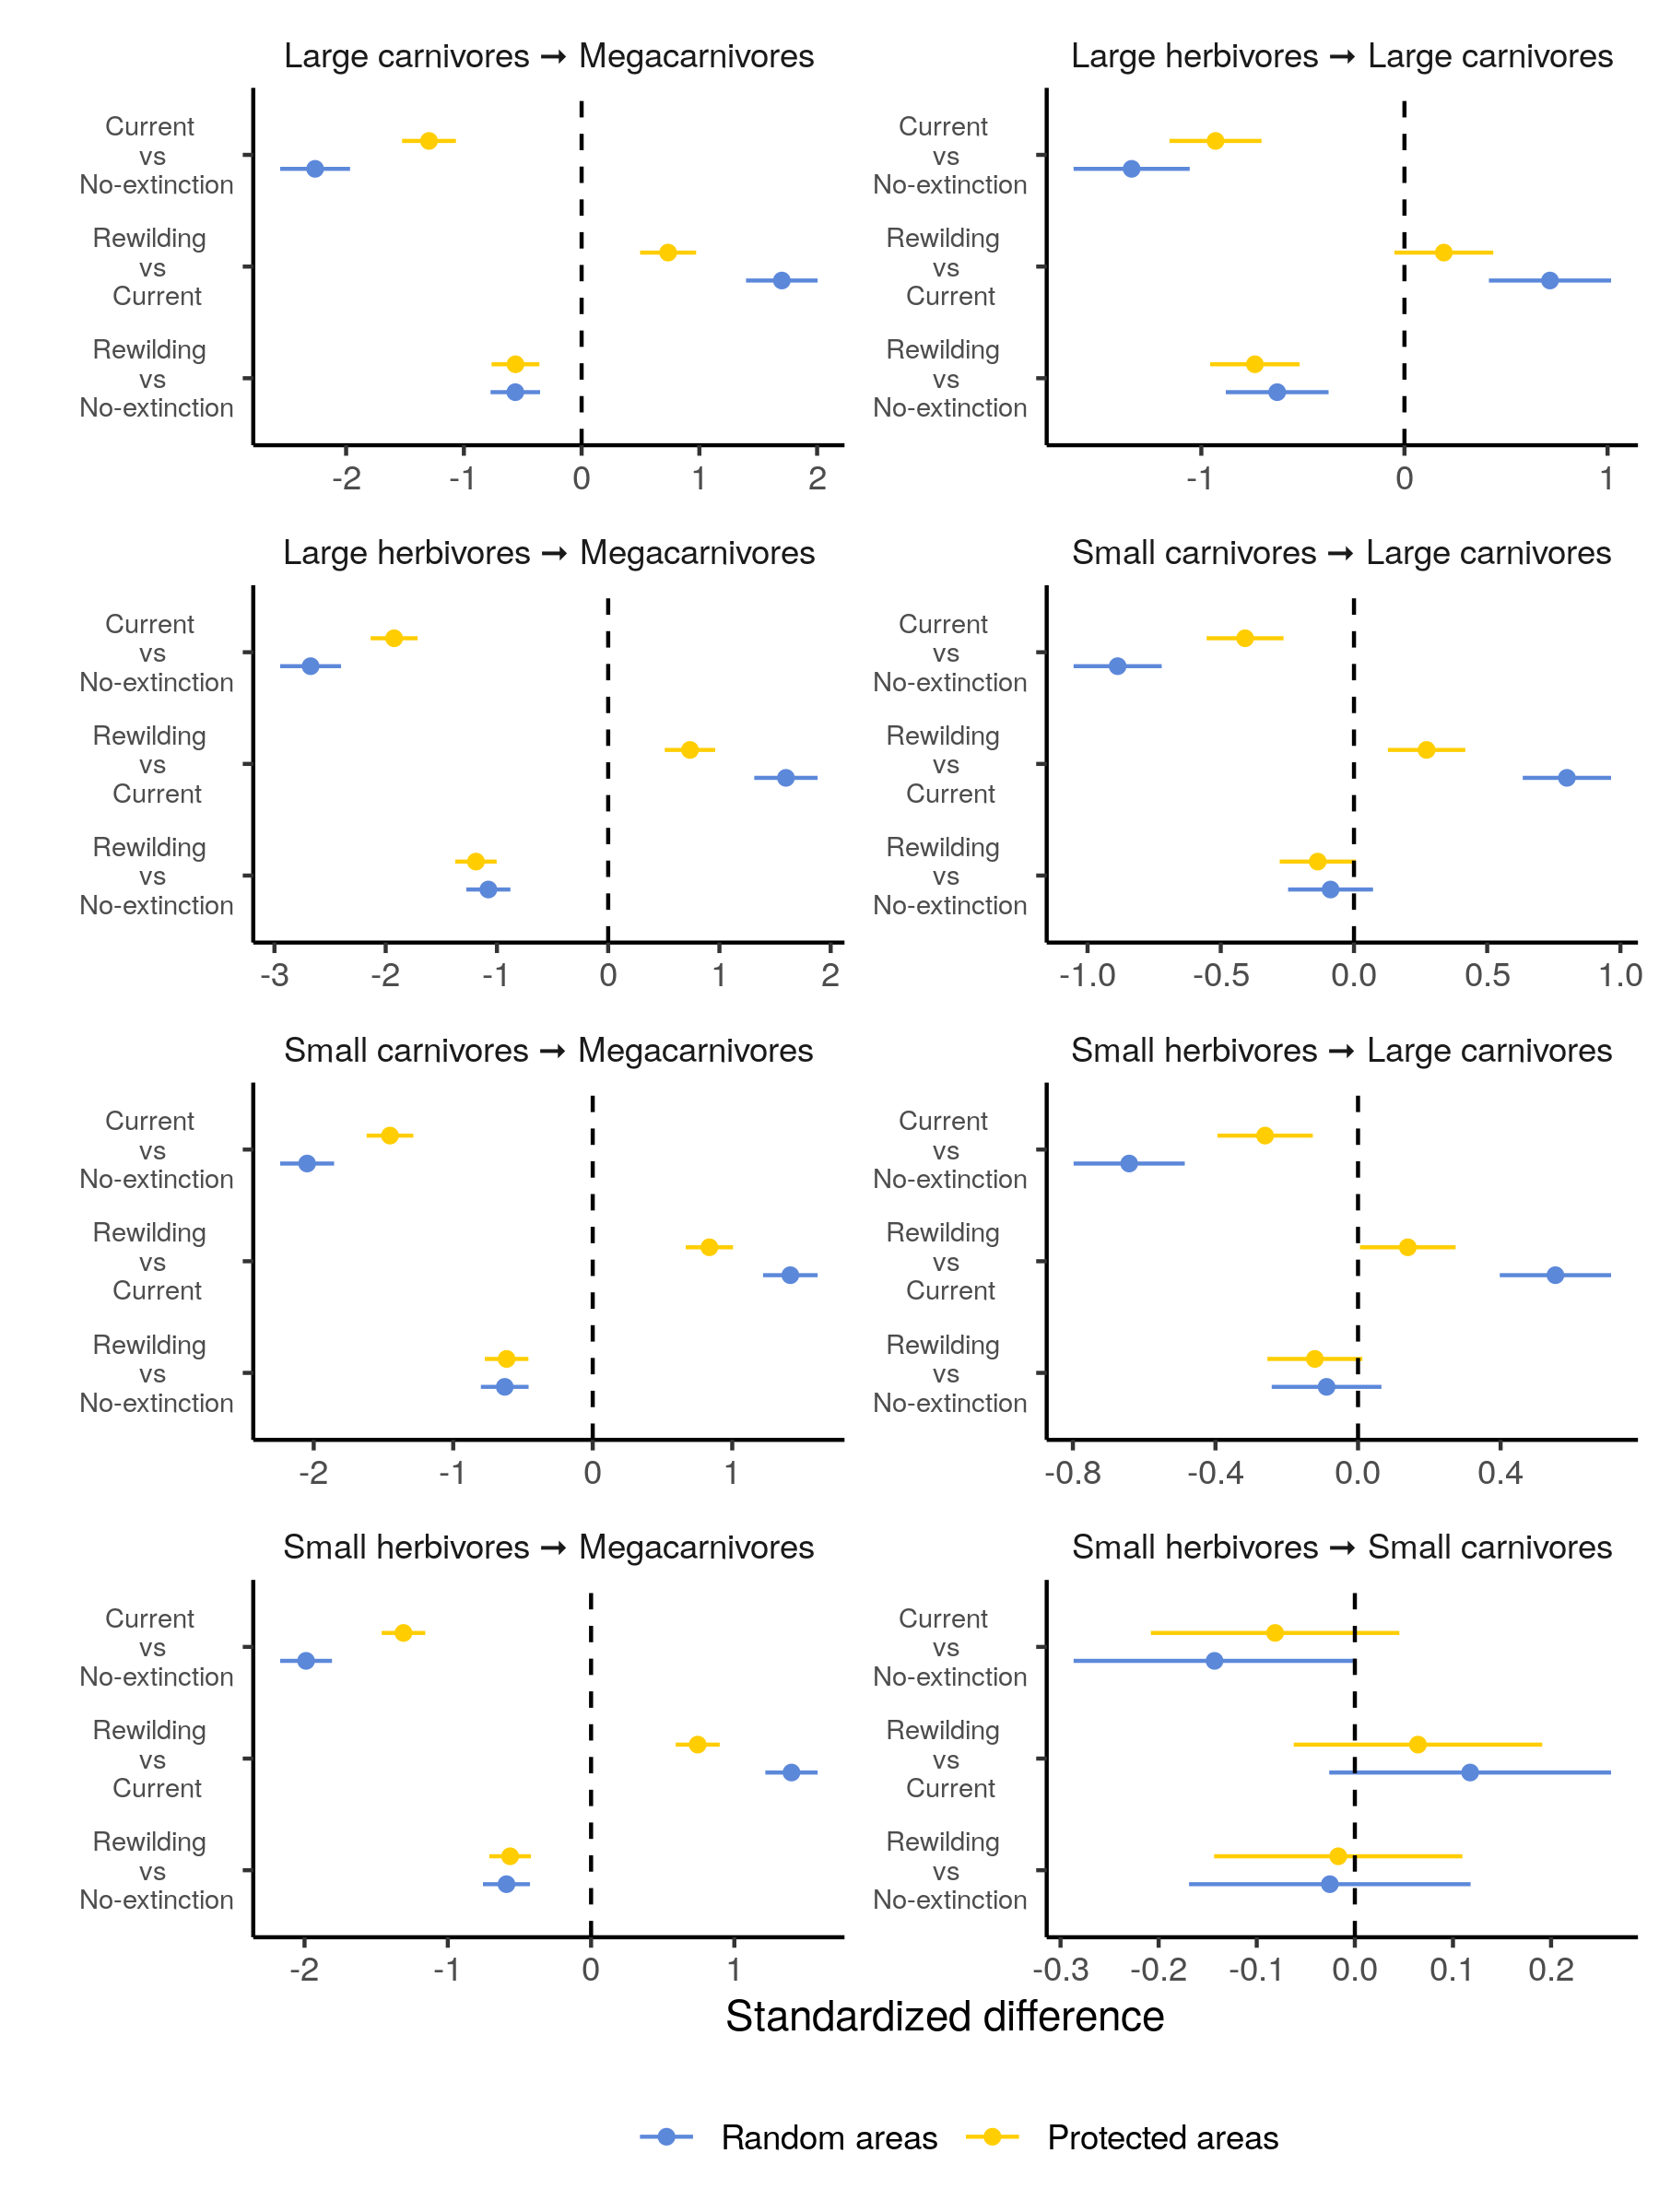 Large carnivores → Megacarnivores
Current
vs
No-extinction
Rewilding
vs
Current
Rewilding
vs
No-extinction
-2 -1 0 1 2
Large herbivores → Large carnivores
Current
vs
No-extinction
Rewilding
vs
Current
Rewilding
vs
No-extinction
-1 0 1
Large herbivores → Megacarnivores
Current
vs
No-extinction
Rewilding
vs
Current
Rewilding
vs
No-extinction
-3 -2 -1 0 1 2
Small carnivores → Large carnivores
Current
vs
No-extinction
Rewilding
vs
Current
Rewilding
vs
No-extinction
-1.0 -0.5 0.0 0.5 1.0
Small carnivores → Megacarnivores
Current
vs
No-extinction
Rewilding
vs
Current
Rewilding
vs
No-extinction
-2 -1 0 1
Small herbivores → Large carnivores
Current
vs
No-extinction
Rewilding
vs
Current
Rewilding
vs
No-extinction
-0.8 -0.4 0.0 0.4
Small herbivores → Megacarnivores
Current
vs
No-extinction
Rewilding
vs
Current
Rewilding
vs
No-extinction
-2 -1 0 1
Small herbivores → Small carnivores
Current
vs
No-extinction
Rewilding
vs
Current
Rewilding
vs
No-extinction
-0.3 -0.2 -0.1 0.0 0.1 0.2
Standardized difference
Random areas Protected areas